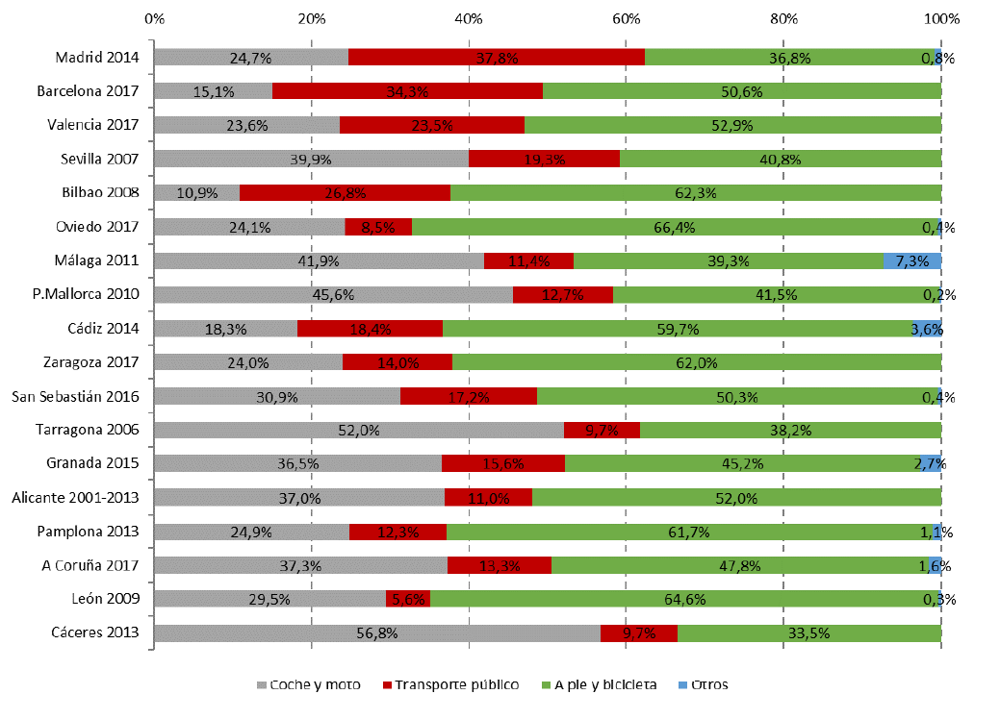 0% 20% 40% 60% 80% 100%
Madrid 2014 24,7% 37,8% 36,8% 0,8%
Barcelona 2017 15,1% 34,3% 50,6%
Valencia 2017 23,6% 23,5% 52,9%
Sevilla 2007 39,9% 19,3% 40,8%
Bilbao 2008 10,9% 26,8% 62,3%
Oviedo 2017 24,1% 8,5% 66,4% 0,4%
Málaga 2011 41,9% 11,4% 39,3% 7,3%
P.Mallorca 2010 45,6% 12,7% 41,5% 0,2%
Cádiz 2014 18,3% 18,4% 59,7% 3,6%
Zaragoza 2017 24,0% 14,0% 62,0%
San Sebastián 2016 30,9% 17,2% 50,3% 0,4%
Tarragona 2006 52,0% 9,7% 38,2%
Granada 2015 36,5% 15,6% 45,2% 2,7%
Alicante 2001-2013 37,0% 11,0% 52,0%
Pamplona 2013 24,9% 12,3% 61,7% 1,1%
A Coruña 2017 37,3% 13,3% 47,8% 1,6%
León 2009 29,5% 5,6% 64,6% 0,3%
Cáceres 2013 56,8% 9,7% 33,5%
Coche y moto Transporte público A pie y bicicleta Otros